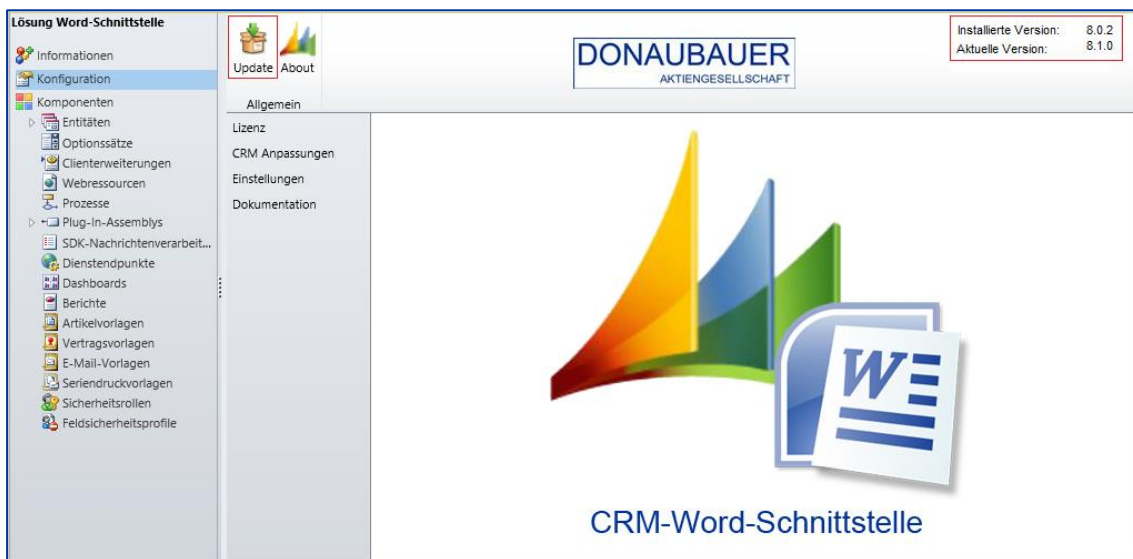 Lösung Word-Schnittstelle
Informationen
Konfiguration
Komponenten
Entitäten
Optionssätze
Clienterweiterungen
Webressourcen
Prozesse
Plug-In-Assemblys
SDK-Nachrichtenverarbeit...
Dienstendpunkte
Dashboards
Berichte
Artikelvorlagen
Vertragsvorlagen
E-Mail-Vorlagen
Seriendruckvorlagen
Sicherheitsrollen
Feldsicherheitsprofile
Update About
Allgemein
DONAUBAUER
AKTIENGESELLSCHAFT
Installierte Version: 8.0.2
Aktuelle Version: 8.1.0
Lizenz
CRM Anpassungen
Einstellungen
Dokumentation
W
CRM-Word-Schnittstelle